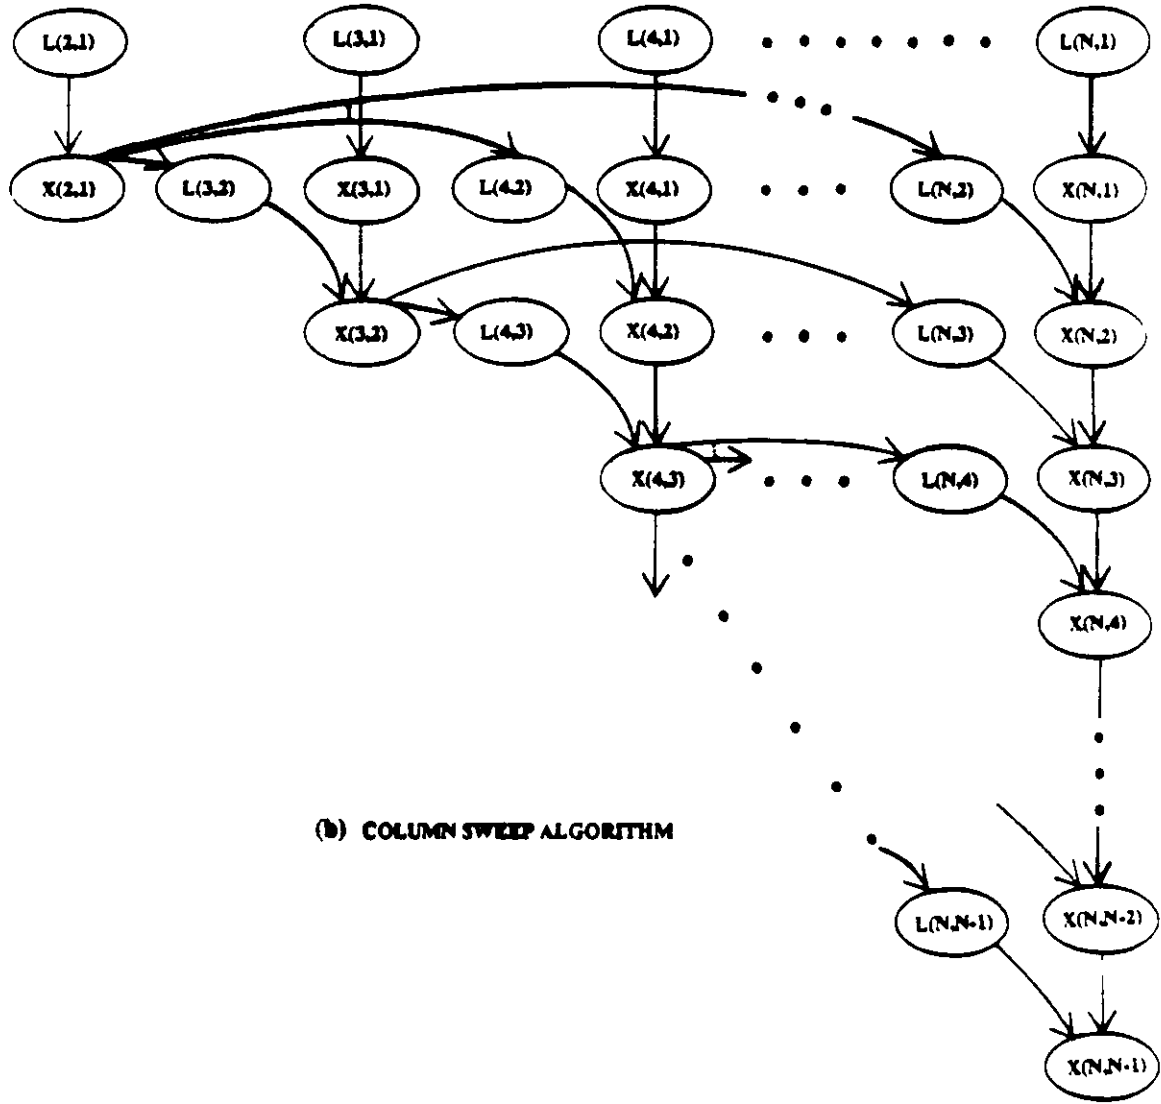 L(2,1) L(3,1) L(4,1) L(N,1)
X(2,1) L(3,2) X(3,1) L(4,2) X(4,1) L(N,2) X(N,1)
X(3,2) L(4,3) X(4,2) L(N,3) X(N,2)
X(4,3) L(N,4) X(N,3)
X(N,4)
(b) COLUMN SWEEP ALGORITHM
L(N,N-1) X(N,N-2)
X(N,N-1)